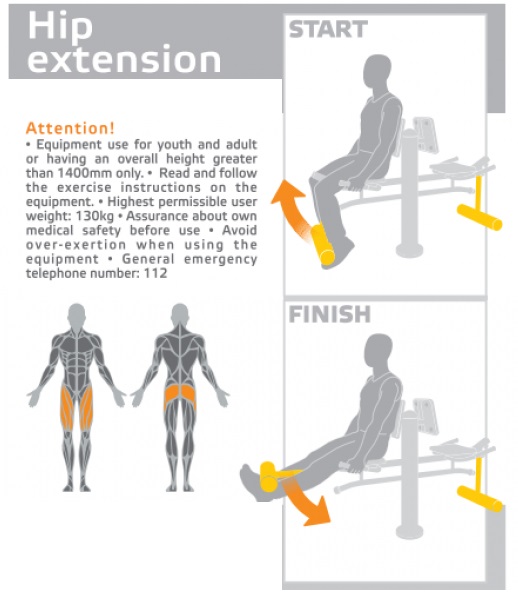 Hip
extension
START
Attention!
• Equipment use for youth and adult
or having an overall height greater
than 1400mm only. • Read and follow
the exercise instructions on the
equipment. • Highest permissible user
weight: 130kg • Assurance about own
medical safety before use • Avoid
over-exertion when using the
equipment • General emergency
telephone number: 112
FINISH